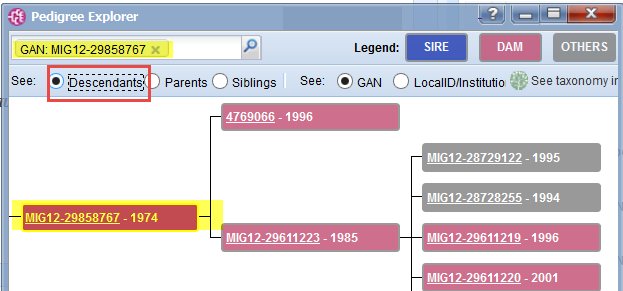 Pedigree Explorer
GAN: MIG12-29858767
Legend: SIRE DAM OTHERS
See: Descendants Parents Siblings See: GAN LocalID/Institutio See taxonomy in
4769066 - 1996
MIG12-28729122 - 1995
MIG12-28728255 - 1994
MIG12-29858767 - 1974
MIG12-29611223 - 1985
MIG12-29611219 - 1996
MIG12-29611220 - 2001